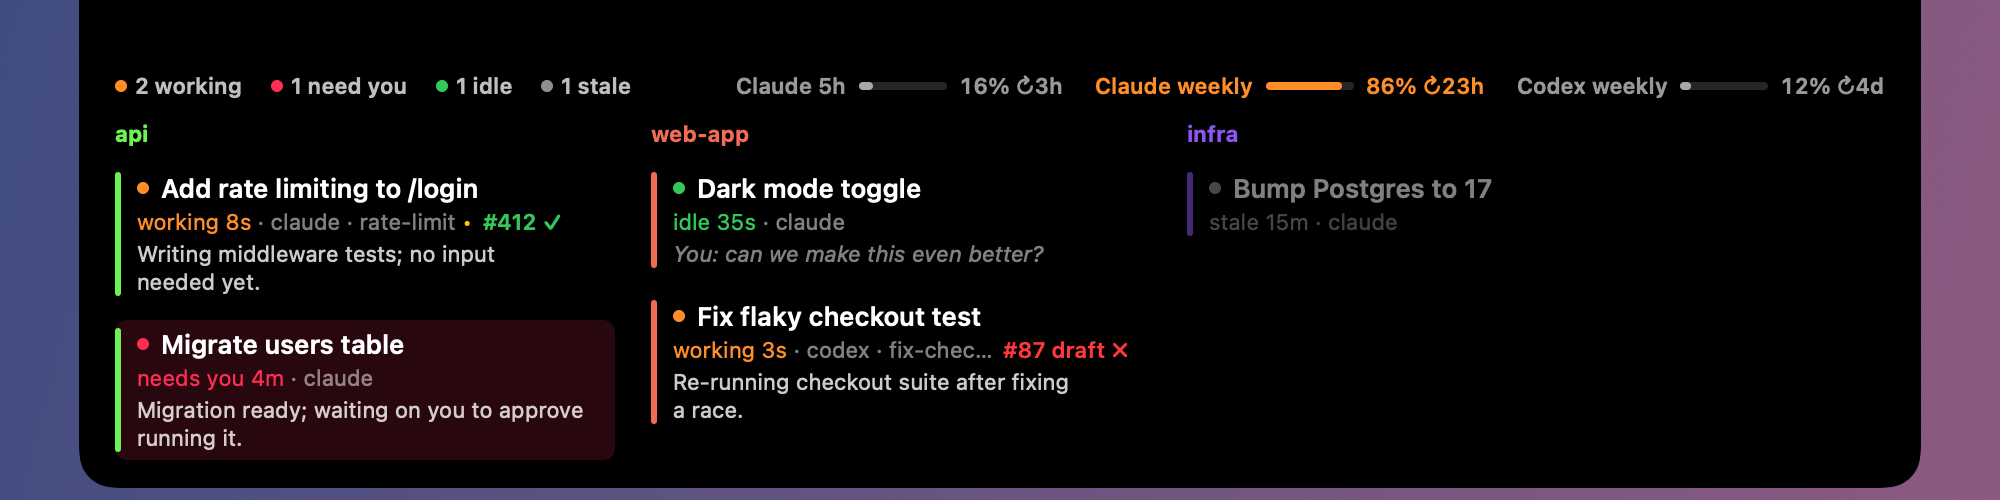 2 working 1 need you 1 idle 1 stale Claude 5h 16% ↻3h Claude weekly 86% ↻23h Codex weekly 12% ↻4d
api
Add rate limiting to /login
working 8s · claude · rate-limit • #412 ✓
Writing middleware tests; no input
needed yet.
Migrate users table
needs you 4m · claude
Migration ready; waiting on you to approve
running it.
web-app
Dark mode toggle
idle 35s · claude
You: can we make this even better?
Fix flaky checkout test
working 3s · codex · fix-chec... #87 draft ✕
Re-running checkout suite after fixing
a race.
infra
Bump Postgres to 17
stale 15m · claude